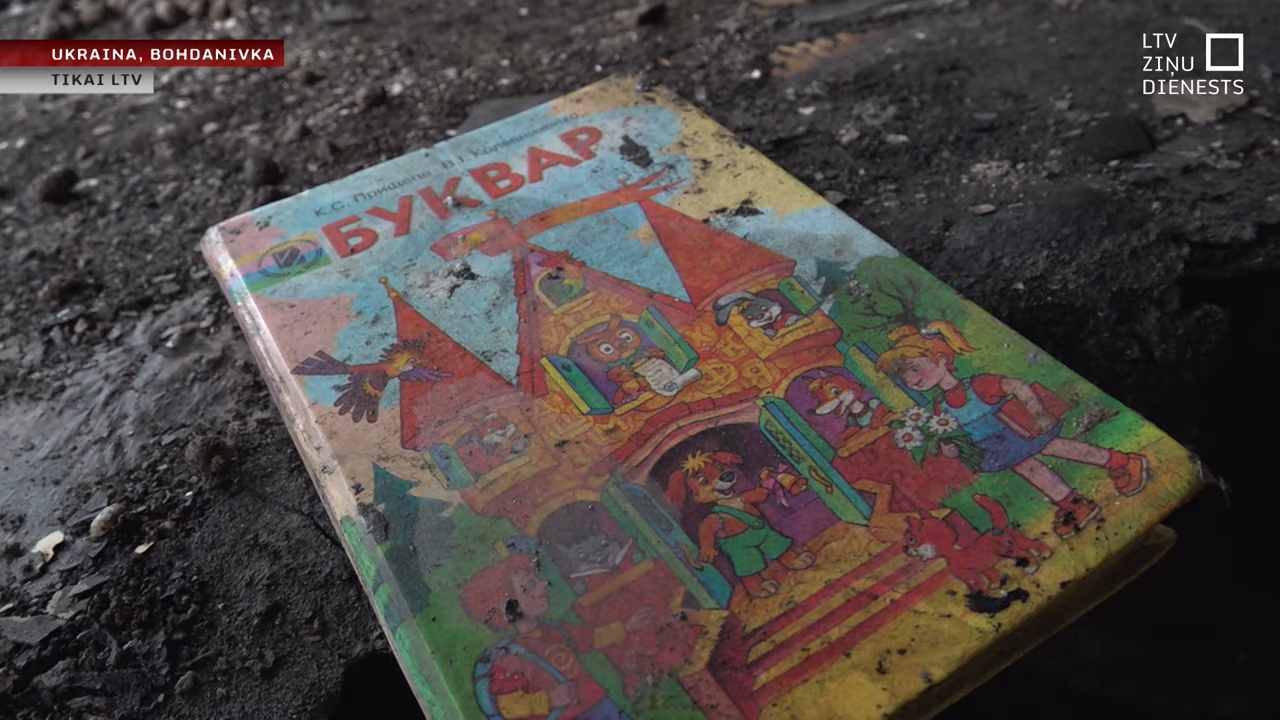 UKRAINA, BOHDANIVKA
TIKAI LTV
LTV
ZIŅU
DIENESTS
К.С. Прищепа В.І.
БУКВАР